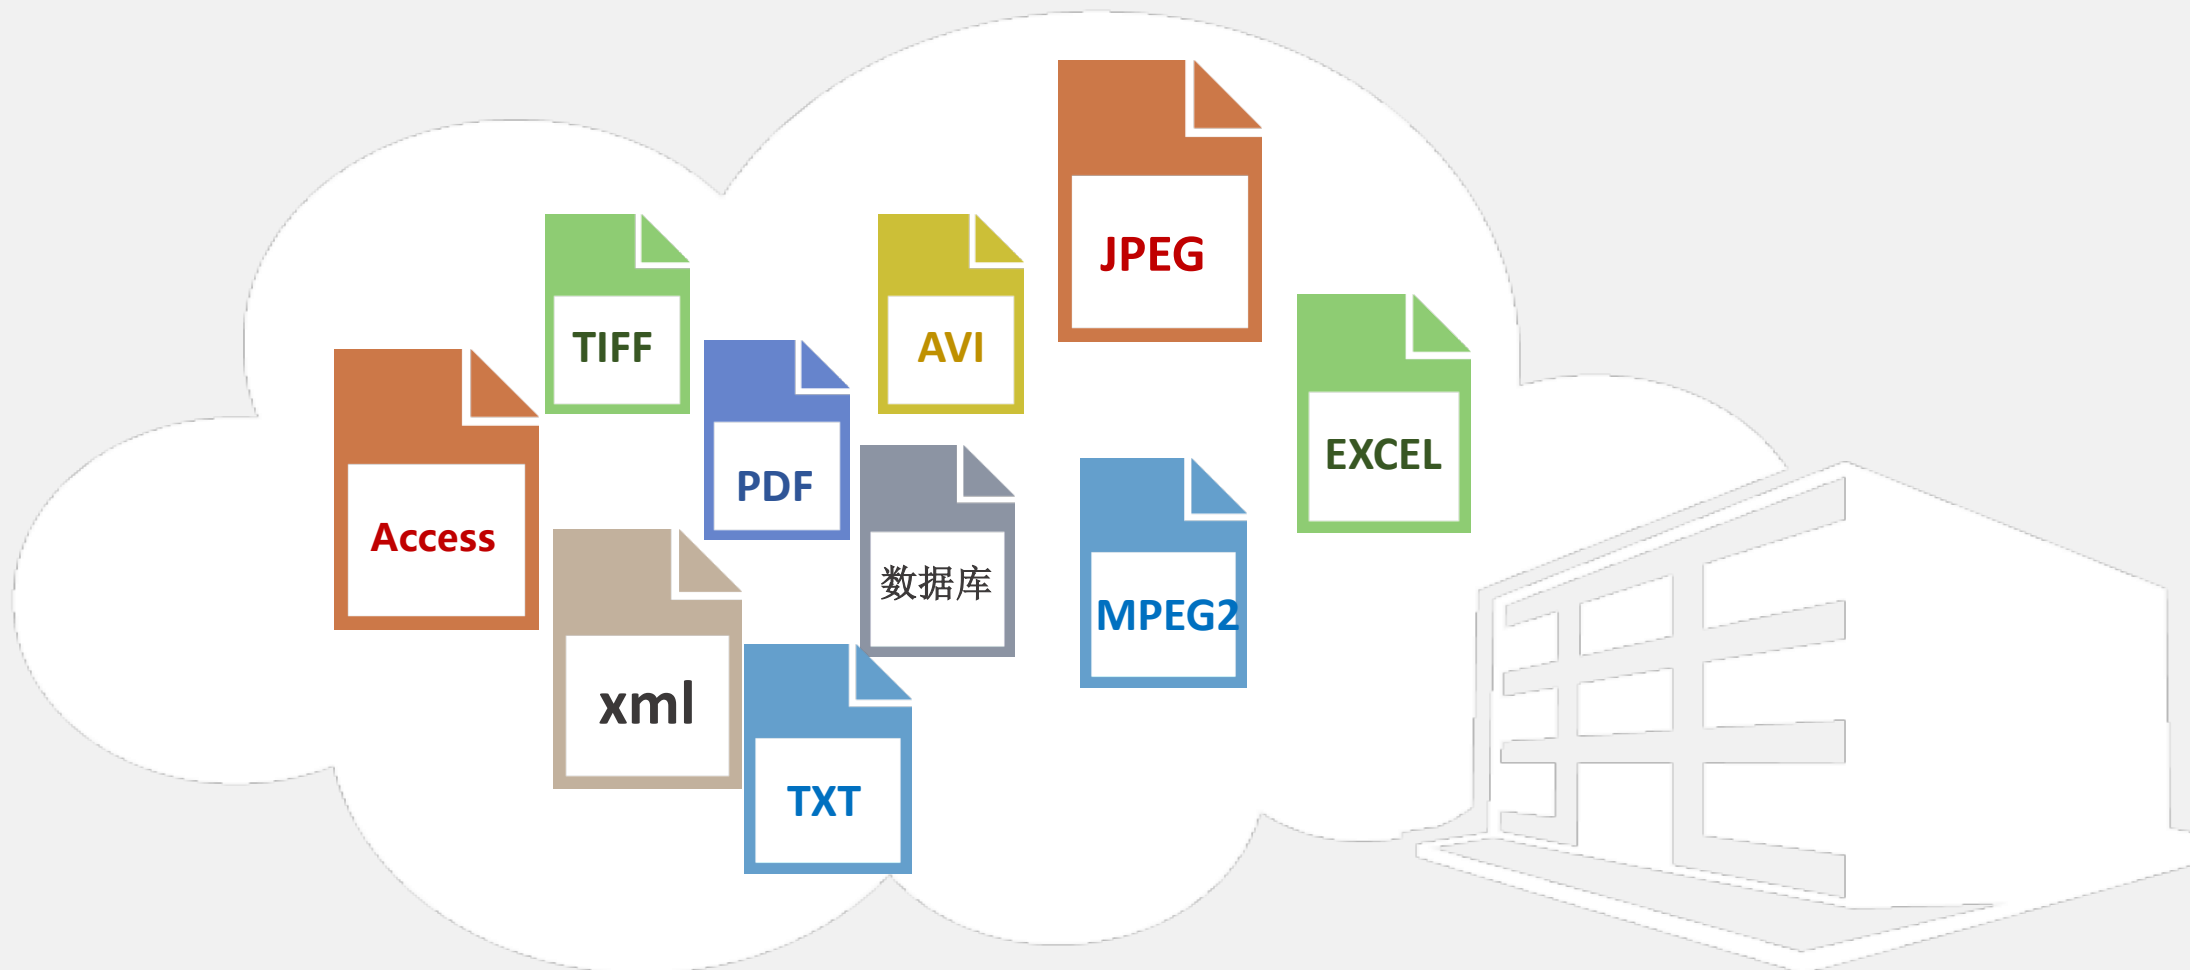 JPEG
TIFF
AVI
EXCEL
PDF
Access
数据库
MPEG2
xml
TXT